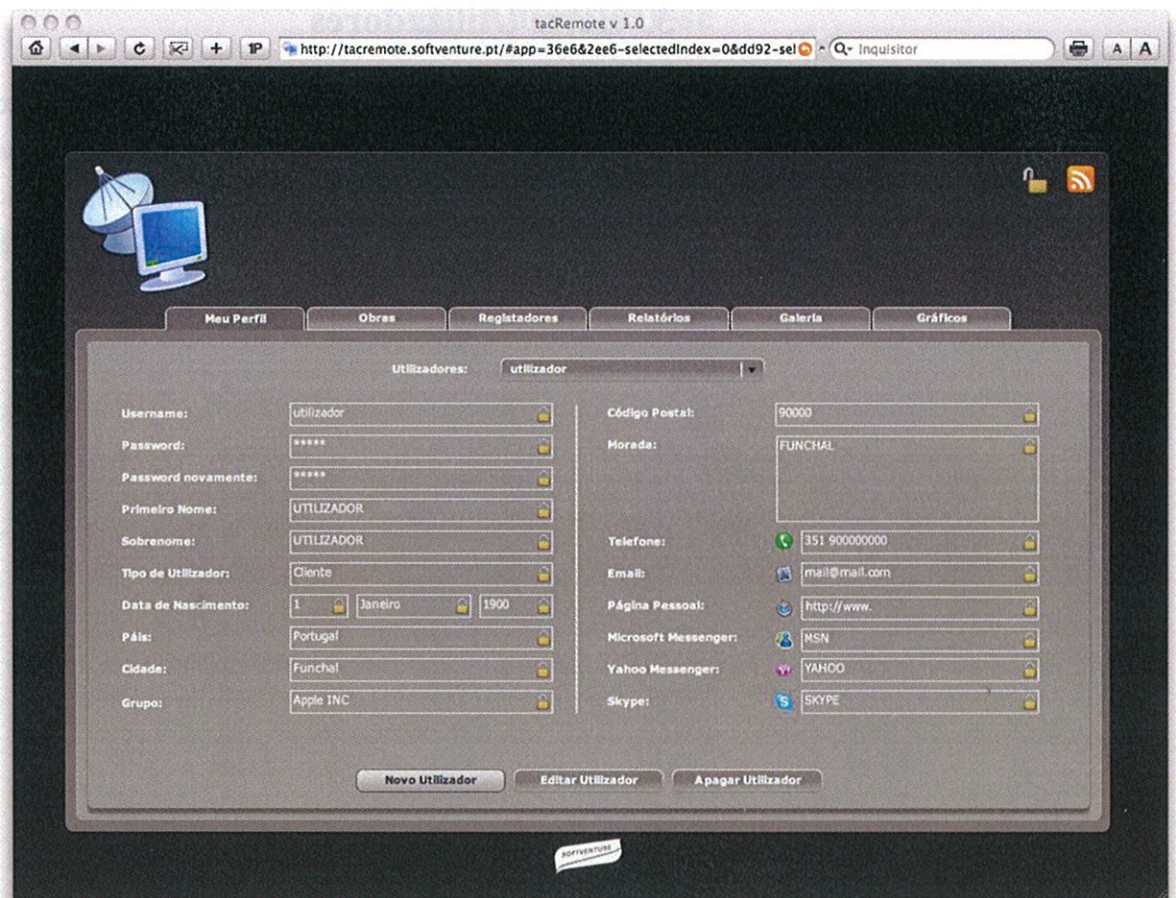 tacRemote v 1.0
1P http://tacremote.softventure.pt/#app=36e6&2ee6-selectedIndex=0&dd92-sel Q- Inquisitor A A
Meu Perfil Obras Registadores Relatórios Galeria Gráficos
Utilizadores: utilizador
Username: utilizador
Password: *****
Password novamente: *****
Primeiro Nome: UTILIZADOR
Sobrenome: UTILIZADOR
Tipo de Utilizador: Cliente
Data de Nascimento: 1 Janeiro 1900
Páis: Portugal
Cidade: Funchal
Grupo: Apple INC
Código Postal: 90000
Morada: FUNCHAL
Telefone: 351 900000000
Email: mail@mail.com
Página Pessoal: http://www.
Microsoft Messenger: MSN
Yahoo Messenger: YAHOO
Skype: SKYPE
Novo Utilizador Editar Utilizador Apagar Utilizador
SOFTVENTURE